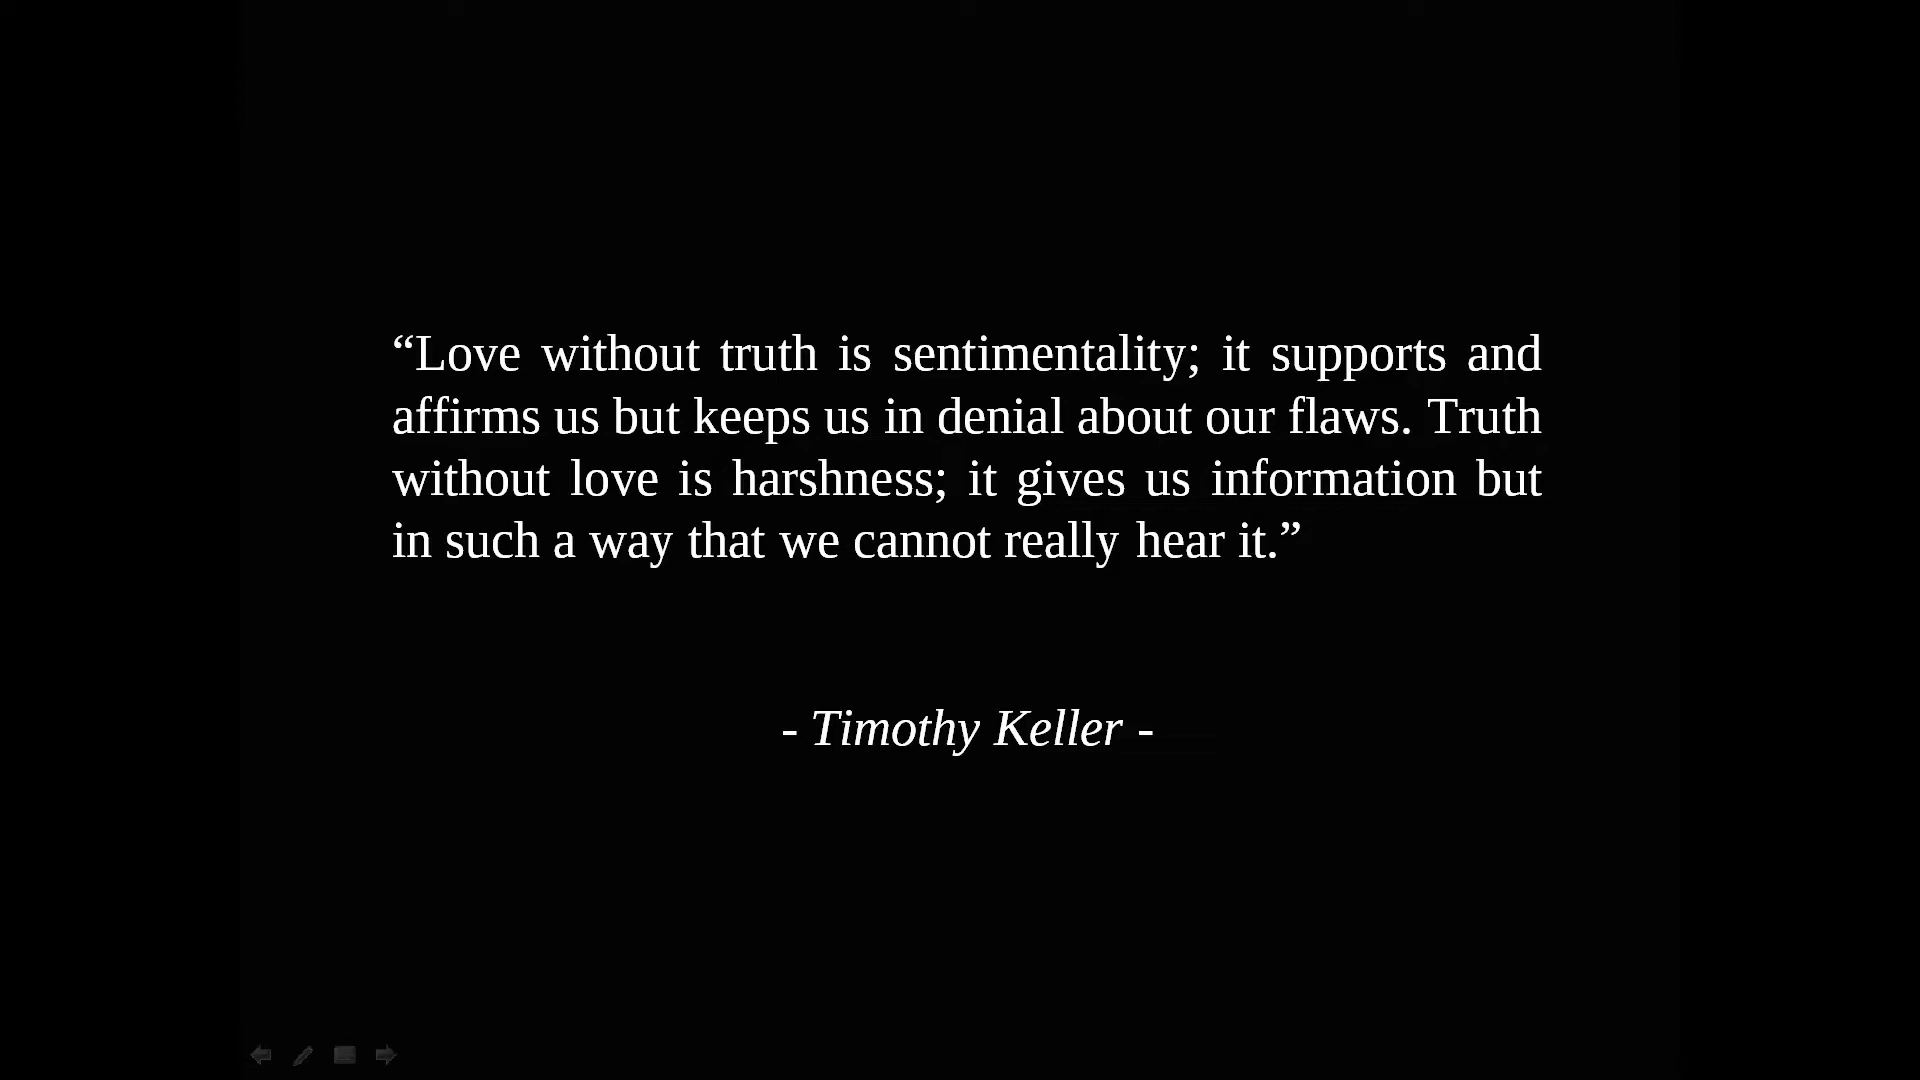 “Love without truth is sentimentality; it supports and
affirms us but keeps us in denial about our flaws. Truth
without love is harshness; it gives us information but
in such a way that we cannot really hear it.”
- Timothy Keller -